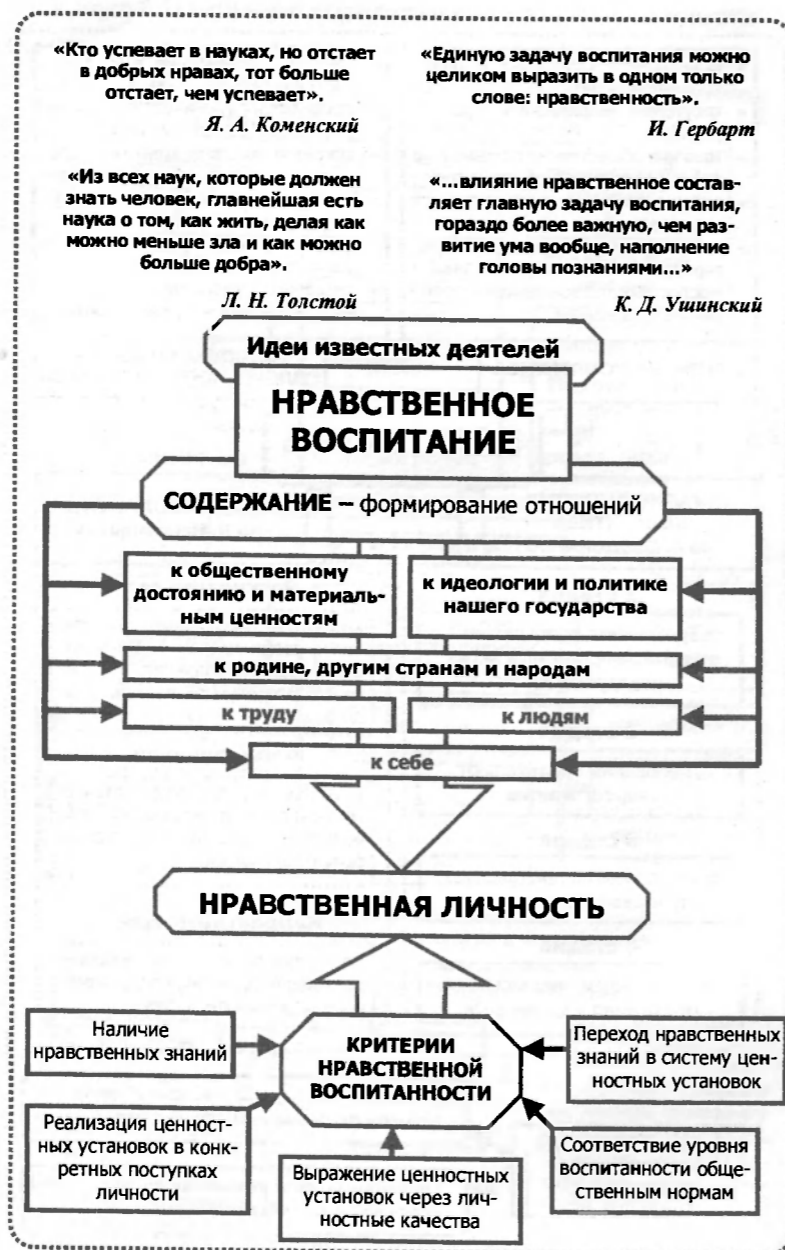 «Кто успевает в науках, но отстает
в добрых нравах, тот больше
отстает, чем успевает».
Я. А. Коменский
«Единую задачу воспитания можно
целиком выразить в одном только
слове: нравственность».
И. Гербарт
«Из всех наук, которые должен
знать человек, главнейшая есть
наука о том, как жить, делая как
можно меньше зла и как можно
больше добра».
Л. Н. Толстой
«...влияние нравственное состав-
ляет главную задачу воспитания,
гораздо более важную, чем раз-
витие ума вообще, наполнение
головы познаниями...»
К. Д. Ушинский
Идеи известных деятелей
НРАВСТВЕННОЕ
ВОСПИТАНИЕ
СОДЕРЖАНИЕ – формирование отношений
к общественному
достоянию и материаль-
ным ценностям
к идеологии и политике
нашего государства
к родине, другим странам и народам
к труду
к людям
к себе
НРАВСТВЕННАЯ ЛИЧНОСТЬ
КРИТЕРИИ
НРАВСТВЕННОЙ
ВОСПИТАННОСТИ
Наличие
нравственных знаний
Переход нравственных
знаний в систему цен-
ностных установок
Реализация ценност-
ных установок в конк-
ретных поступках
личности
Выражение ценностных
установок через лич-
ностные качества
Соответствие уровня
воспитанности обще-
ственным нормам